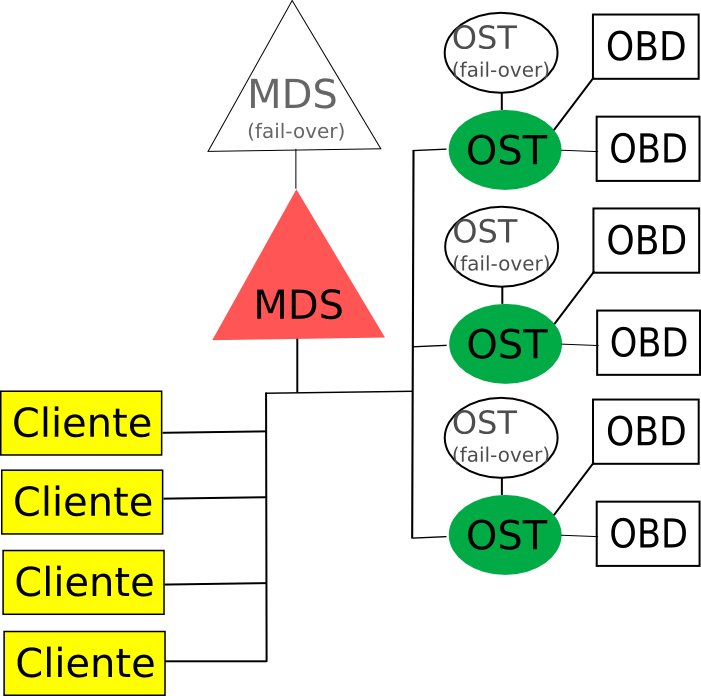 MDS
(fail-over)
MDS
Cliente
Cliente
Cliente
Cliente
OST
(fail-over)
OST
OBD
OBD
OST
(fail-over)
OST
OBD
OBD
OST
(fail-over)
OST
OBD
OBD